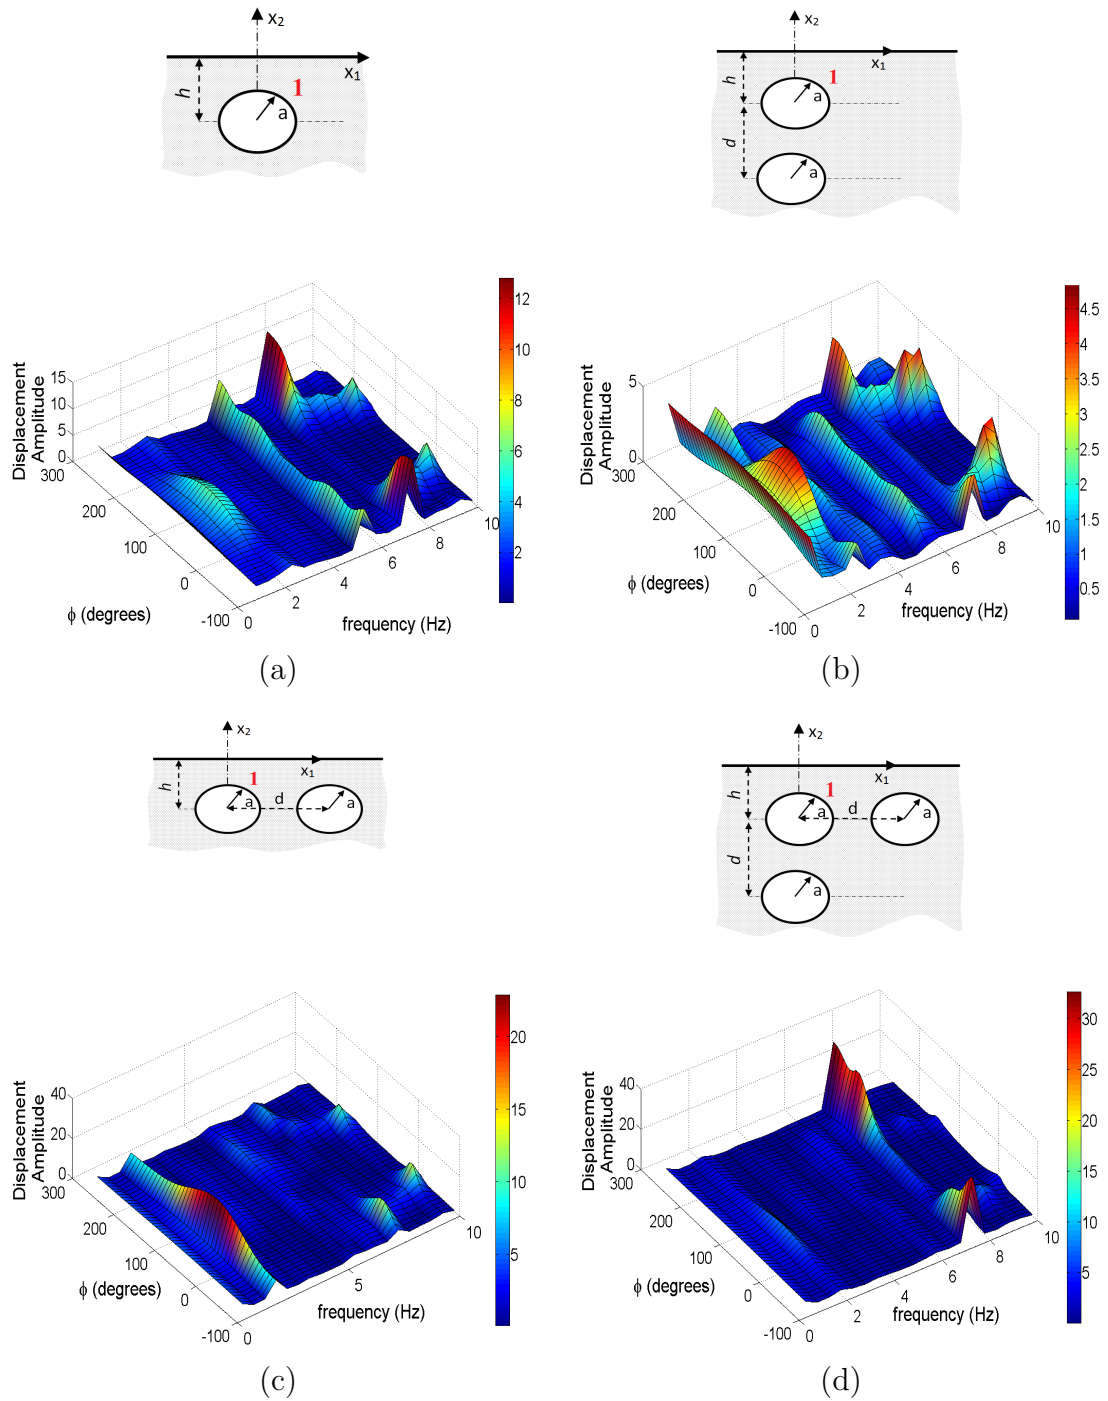 x₂
x₁
h
1
a
x₂
x₁
h
1
a
d
a
Displacement
Amplitude
15
10
5
0
300
200
100
0
-100
ϕ (degrees)
0
2
4
6
8
10
frequency (Hz)
12
10
8
6
4
2
(a)
Displacement
Amplitude
5
0
300
200
100
0
-100
ϕ (degrees)
0
2
4
6
8
10
frequency (Hz)
4.5
4
3.5
3
2.5
2
1.5
1
0.5
(b)
x₂
x₁
h
1
a
d
a
x₂
x₁
h
1
a
d
a
d
a
Displacement
Amplitude
40
20
0
300
200
100
0
-100
ϕ (degrees)
0
5
10
frequency (Hz)
20
15
10
5
(c)
Displacement
Amplitude
40
20
0
300
200
100
0
-100
ϕ (degrees)
0
2
4
6
8
10
frequency (Hz)
30
25
20
15
10
5
(d)